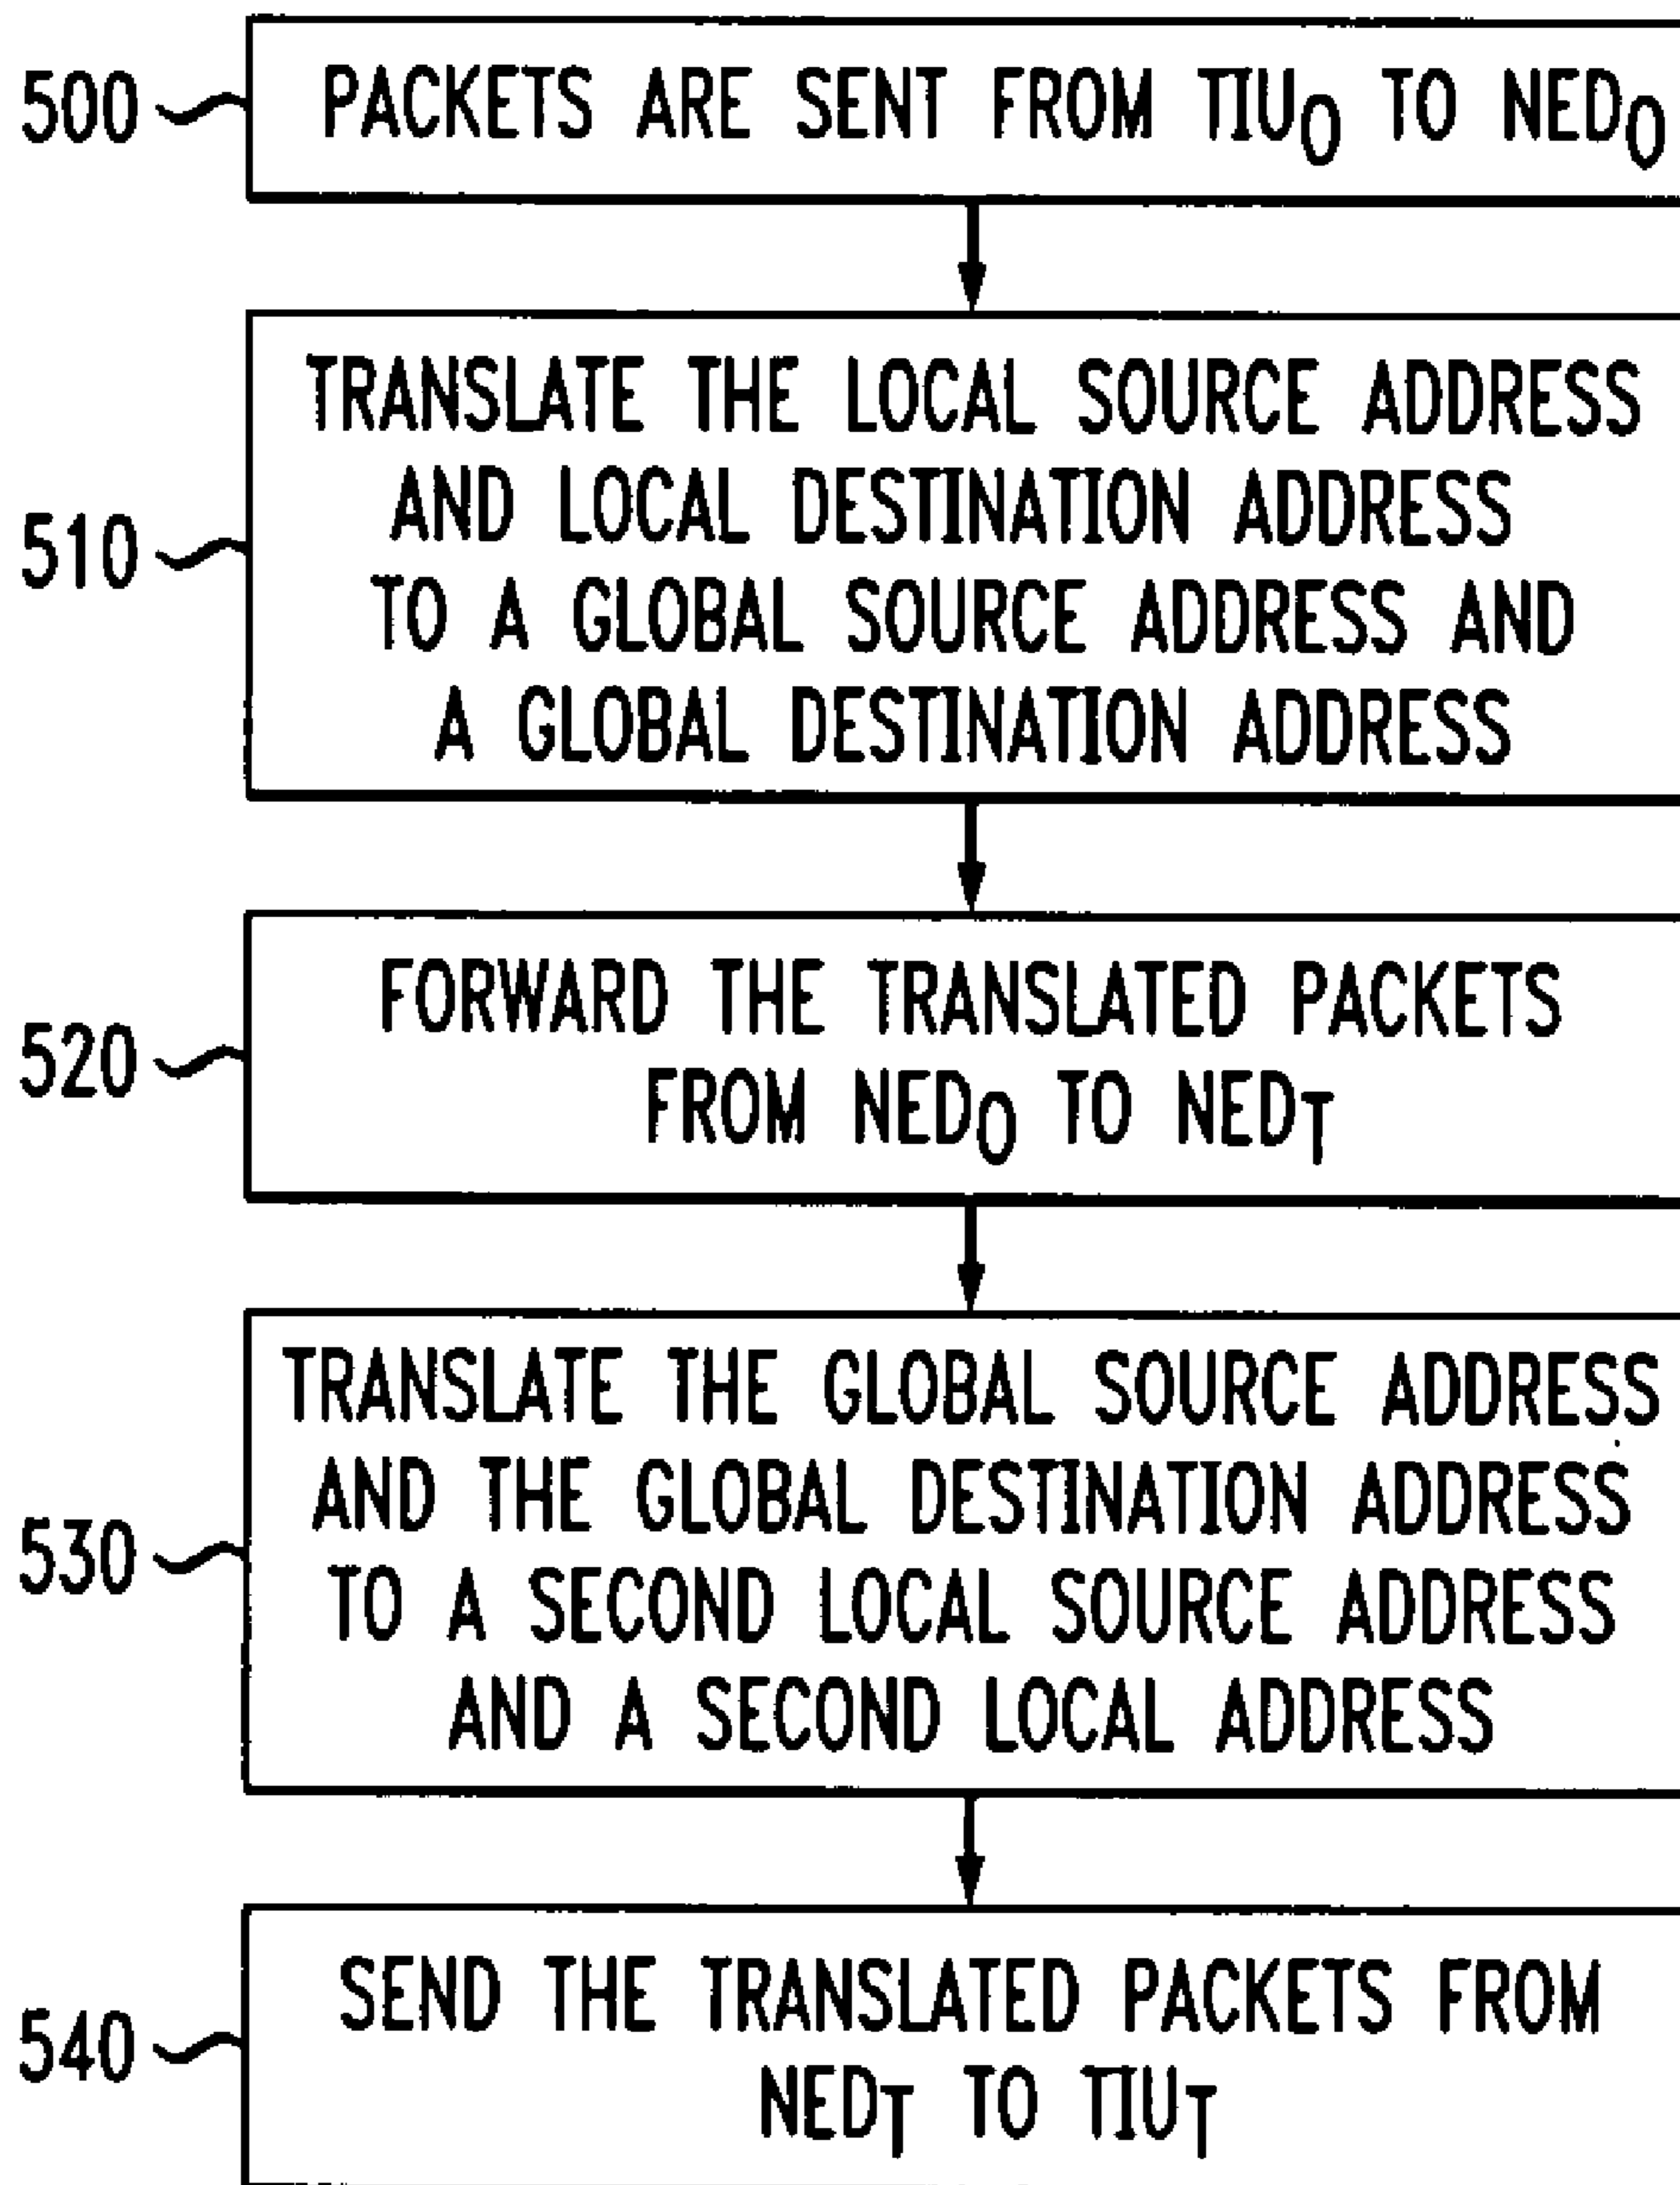 500
PACKETS ARE SENT FROM TIU₀ TO NED₀
510
TRANSLATE THE LOCAL SOURCE ADDRESS
AND LOCAL DESTINATION ADDRESS
TO A GLOBAL SOURCE ADDRESS AND
A GLOBAL DESTINATION ADDRESS
520
FORWARD THE TRANSLATED PACKETS
FROM NED₀ TO NEDT
530
TRANSLATE THE GLOBAL SOURCE ADDRESS
AND THE GLOBAL DESTINATION ADDRESS
TO A SECOND LOCAL SOURCE ADDRESS
AND A SECOND LOCAL ADDRESS
540
SEND THE TRANSLATED PACKETS FROM
NEDT TO TIUT